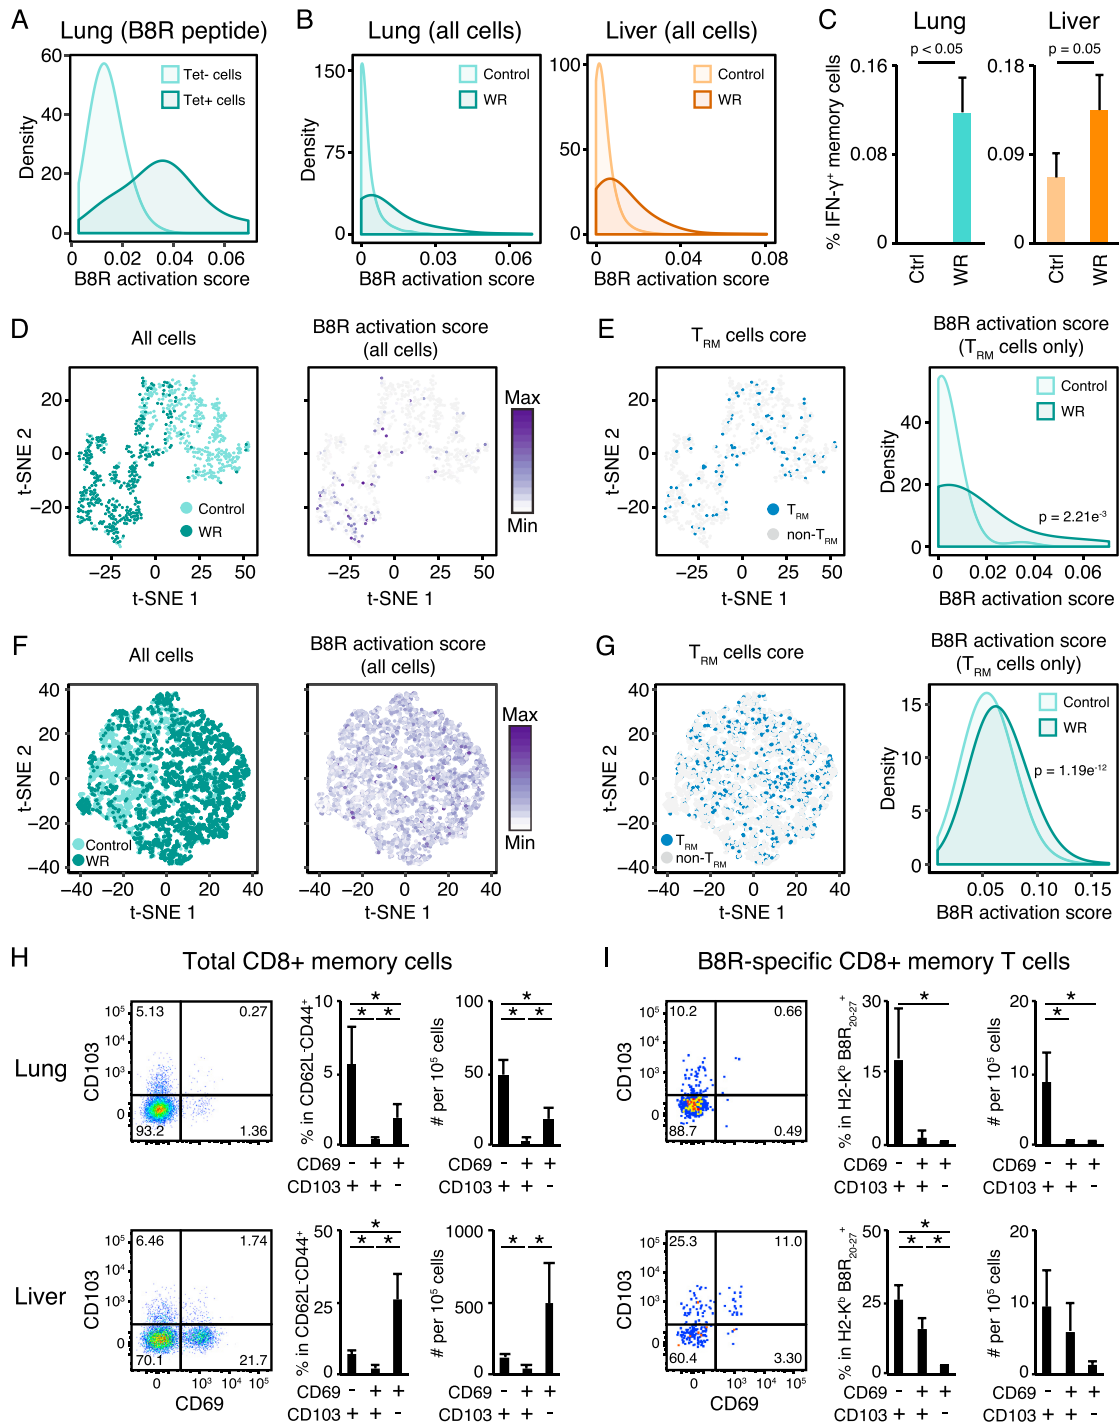 A
Lung (B8R peptide)
60
40
20
0
Density
Tet- cells
Tet+ cells
0 0.02 0.04 0.06
B8R activation score
B
Lung (all cells)
150
75
0
Density
Control
WR
0 0.03 0.06
B8R activation score
Liver (all cells)
100
50
0
Control
WR
0 0.04 0.08
B8R activation score
C
Lung
p < 0.05
0.16
0.08
0
% IFN-γ+ memory cells
Ctrl
WR
Liver
p = 0.05
0.18
0.09
0
Ctrl
WR
D
All cells
20
0
−20
t-SNE 2
Control
WR
−25 0 25 50
t-SNE 1
B8R activation score
(all cells)
−25 0 25 50
t-SNE 1
Max
Min
E
TRM cells core
20
0
−20
t-SNE 2
TRM
non-TRM
−25 0 25 50
t-SNE 1
B8R activation score
(TRM cells only)
40
20
0
Density
Control
WR
p = 2.21e-3
0 0.02 0.04 0.06
B8R activation score
F
All cells
40
20
0
−20
−40
t-SNE 2
Control
WR
−40 −20 0 20 40
t-SNE 1
B8R activation score
(all cells)
−40 −20 0 20 40
t-SNE 1
Max
Min
G
TRM cells core
40
20
0
−20
−40
t-SNE 2
TRM
non-TRM
−40 −20 0 20 40
t-SNE 1
B8R activation score
(TRM cells only)
15
10
5
0
Density
Control
WR
p = 1.19e-12
0.05 0.10 0.15
B8R activation score
H
Total CD8+ memory cells
Lung
CD103
10⁵
10⁴
10³
0
5.13 0.27
93.2 1.36
% in CD62L-CD44+
10
5
0
* * *
CD69 - + +
CD103 + + -
# per 10⁵ cells
100
50
0
* * *
- + +
+ + -
Liver
CD103
10⁵
10⁴
10³
0
6.46 1.74
70.1 21.7
0 10³ 10⁴ 10⁵
CD69
% in CD62L-CD44+
50
25
0
* * *
CD69 - + +
CD103 + + -
# per 10⁵ cells
1000
500
0
* *
- + +
+ + -
I
B8R-specific CD8+ memory T cells
CD103
10⁵
10⁴
10³
0
10.2 0.66
88.7 0.49
% in H2-Kᵇ B8R20-27+
30
15
0
*
CD69 - + +
CD103 + + -
# per 10⁵ cells
20
10
0
* *
- + +
+ + -
CD103
10⁵
10⁴
10³
0
25.3 11.0
60.4 3.30
0 10³ 10⁴ 10⁵
CD69
% in H2-Kᵇ B8R20-27+
50
25
0
* * *
CD69 - + +
CD103 + + -
# per 10⁵ cells
20
10
0
- + +
+ + -